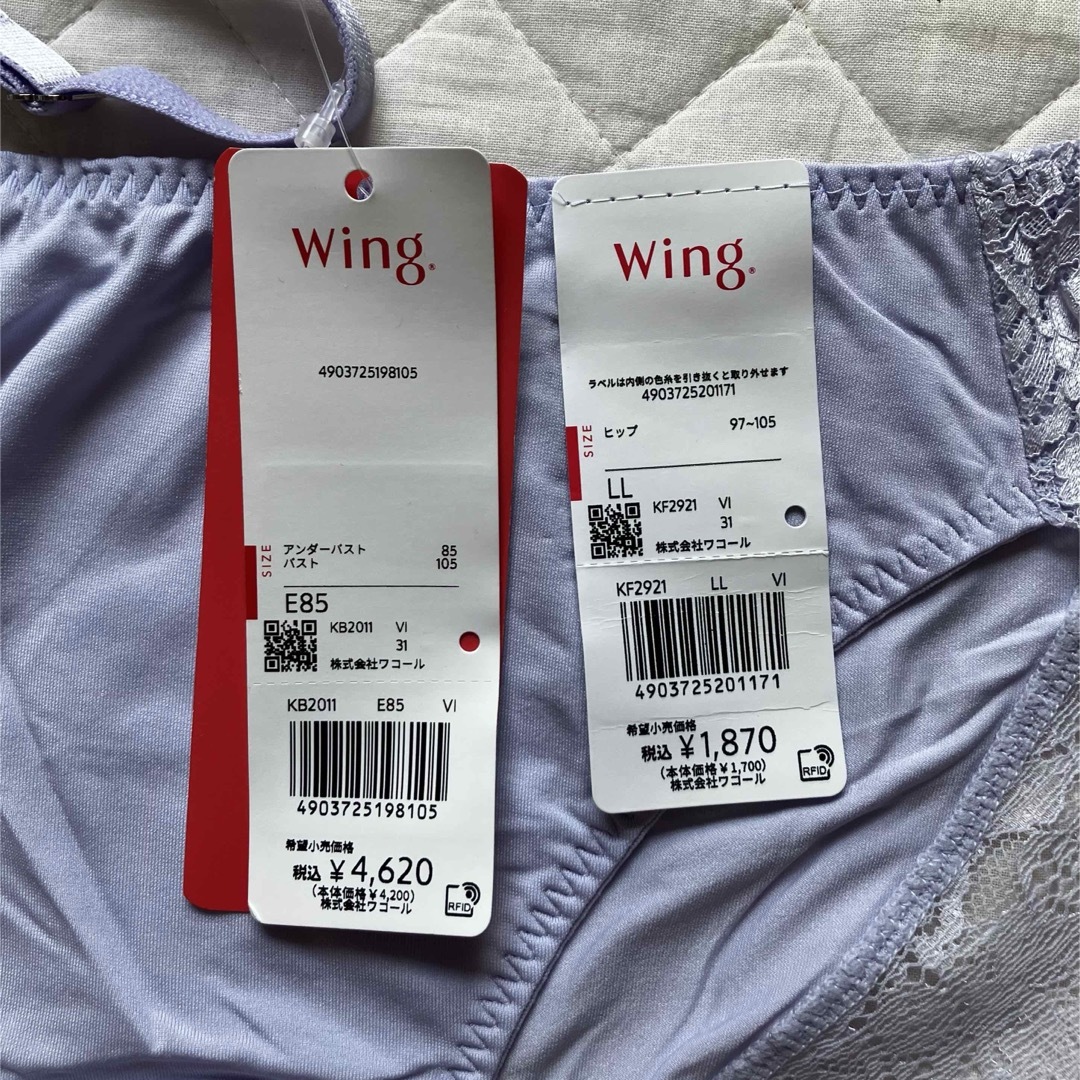 Wing®
4903725198105
SIZE
アンダーバスト 85
バスト 105
E85
KB2011 VI
31
株式会社ワコール
KB2011 E85 VI
4903725198105
希望小売価格
税込 ¥4,620
(本体価格¥4,200)
株式会社ワコール
RFID
Wing®
ラベルは内側の色糸を引き抜くと取り外せます
4903725201171
SIZE
ヒップ 97~105
LL
KF2921 VI
31
株式会社ワコール
KF2921 LL VI
4903725201171
希望小売価格
税込 ¥1,870
(本体価格¥1,700)
株式会社ワコール
RFID